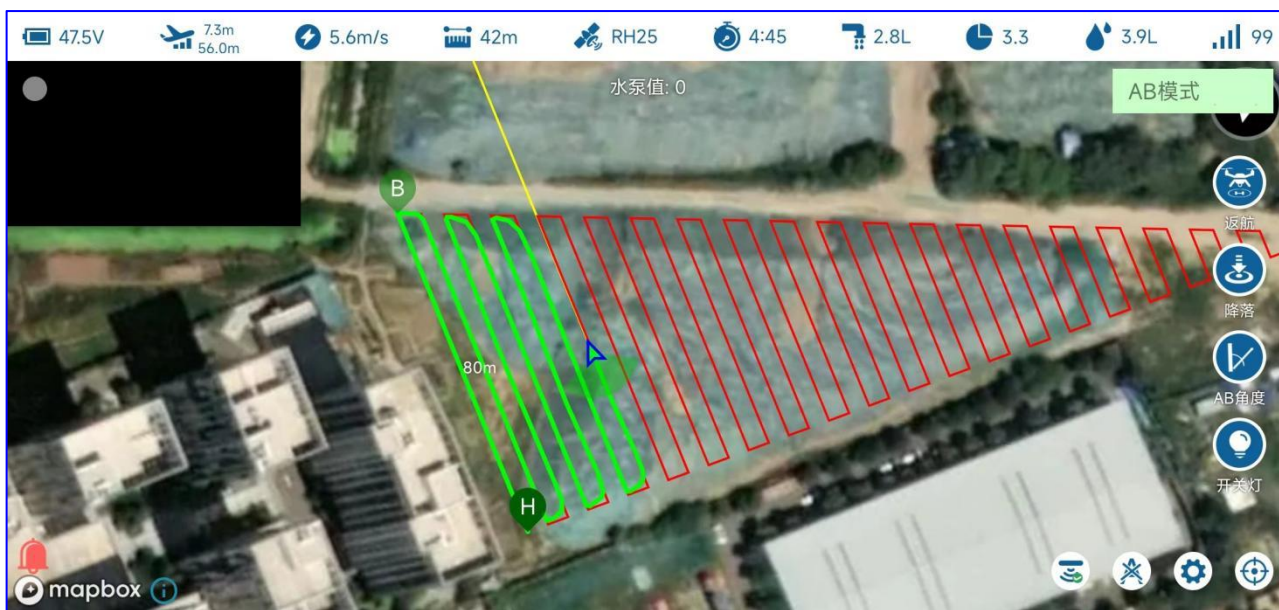 47.5V
7.3m
56.0m
5.6m/s
42m
RH25
4:45
2.8L
3.3
3.9L
99
水泵值: 0
AB模式
B
返航
降落
80m
AB角度
开关灯
H
mapbox